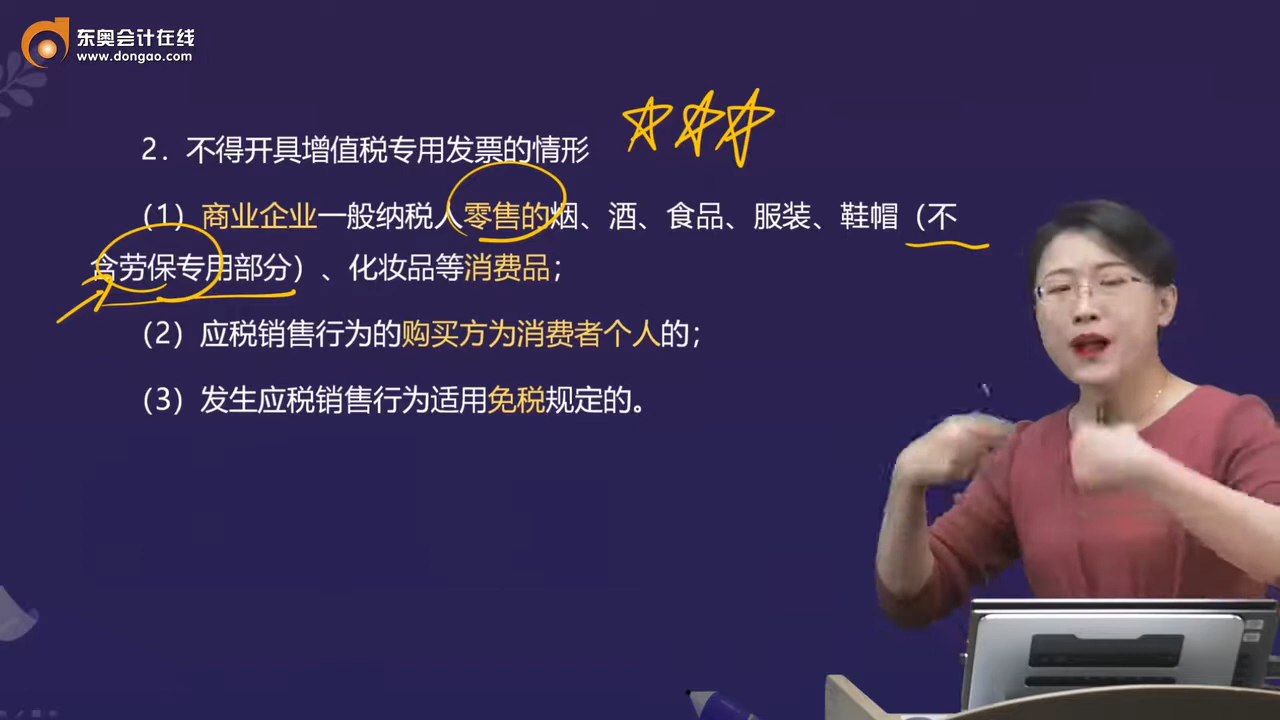 东奥会计在线
www.dongao.com
2．不得开具增值税专用发票的情形
（1）商业企业一般纳税人零售的烟、酒、食品、服装、鞋帽（不
含劳保专用部分）、化妆品等消费品；
（2）应税销售行为的购买方为消费者个人的；
（3）发生应税销售行为适用免税规定的。